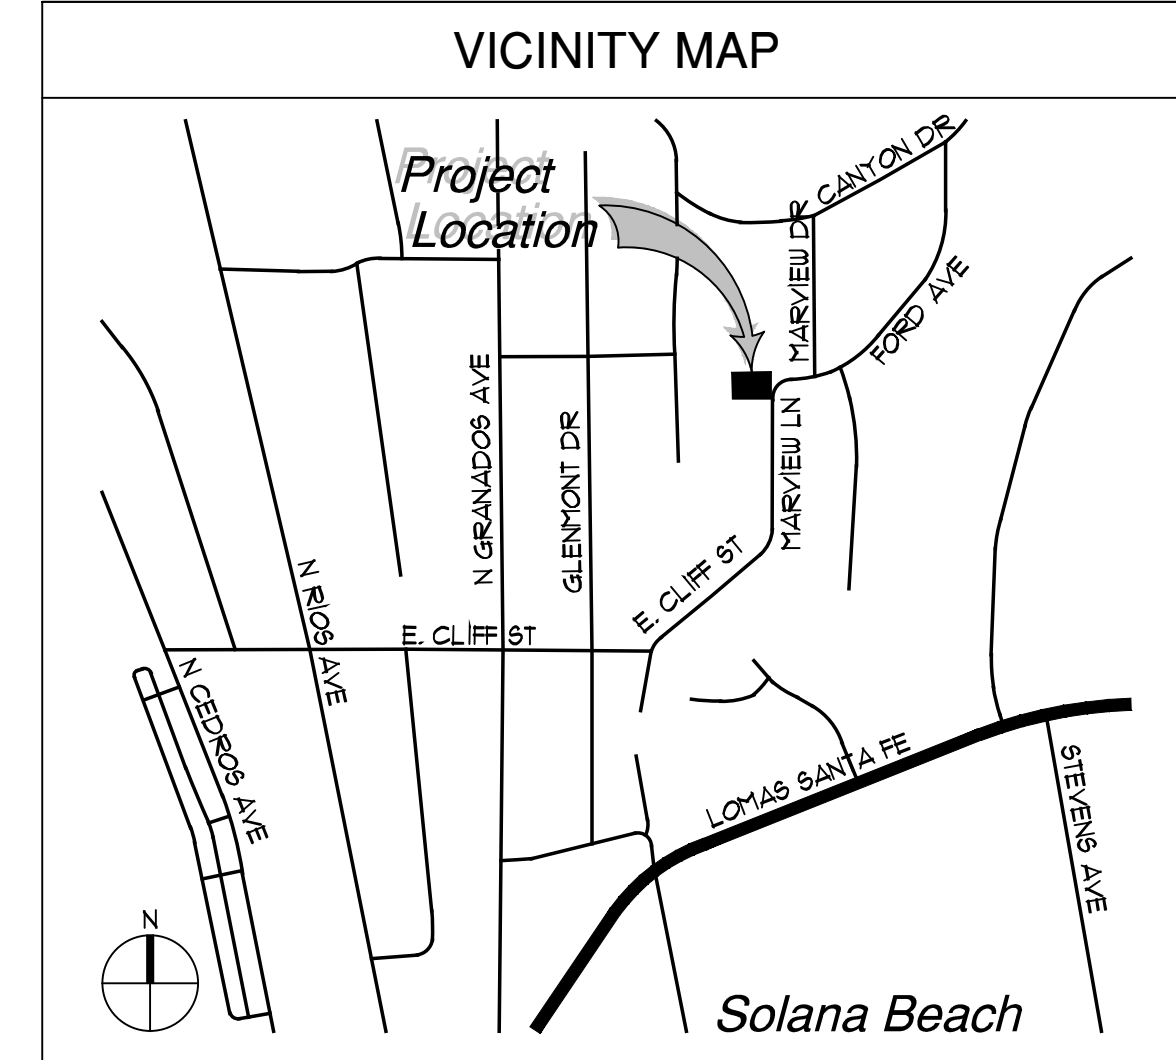 VICINITY MAP
Project
Location
CANYON DR
MARVIEW DR
FORD AVE
N GRANADOS AVE
GLENMONT DR
MARVIEW LN
E. CLIFF ST
N RIOS AVE
E. CLIFF ST
N CEDROS AVE
LOMAS SANTA FE
STEVENS AVE
N
Solana Beach